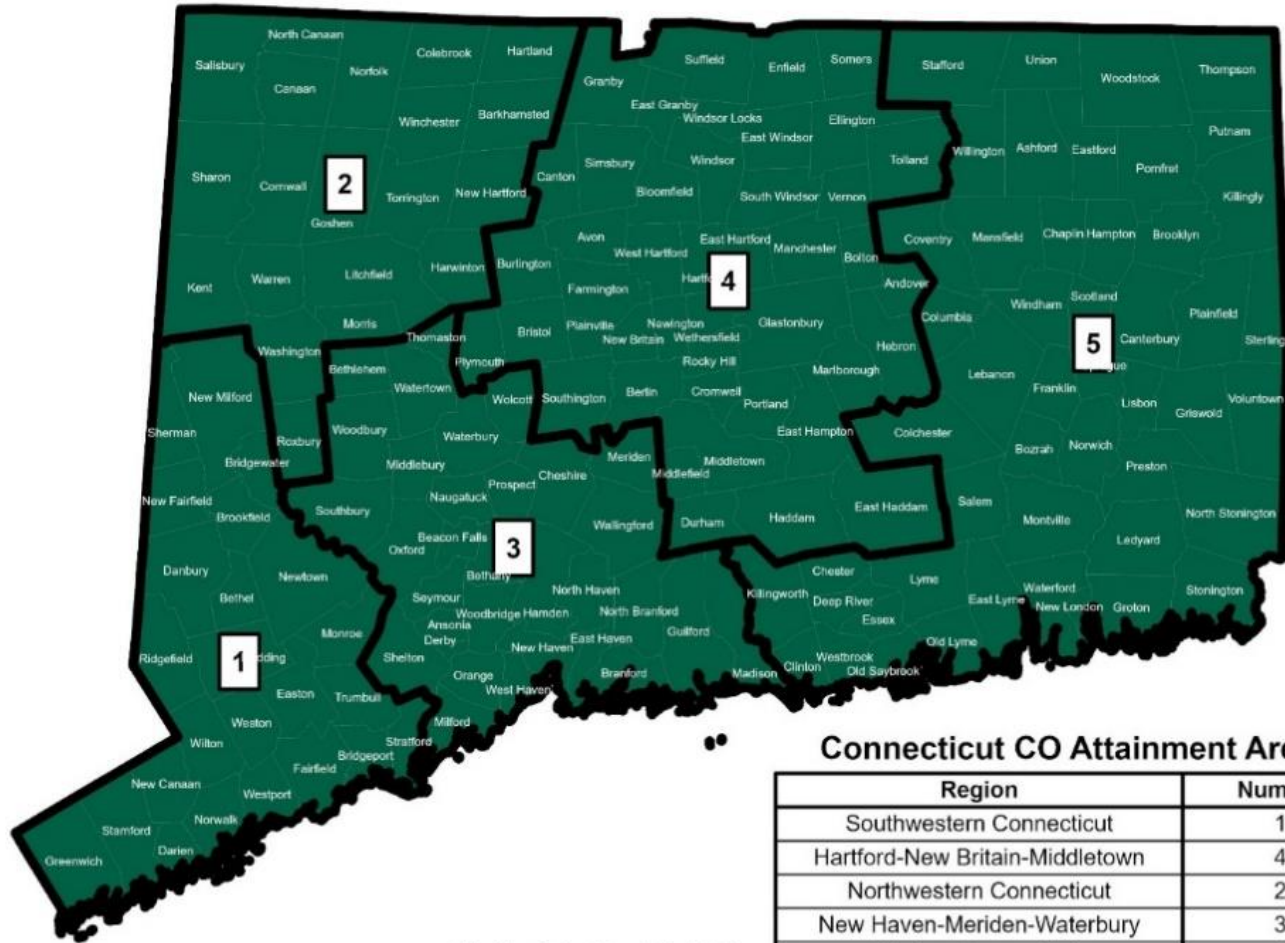 North Canaan
Colebrook
Hartland
Salisbury
Norfolk
Canaan
Winchester
Barkhamsted
Sharon
Cornwall
2
Torrington
New Hartford
Goshen
Kent
Warren
Litchfield
Harwinton
Morris
Washington
Roxbury
Granby
Suffield
Enfield
Somers
East Granby
Windsor Locks
Ellington
East Windsor
Simsbury
Windsor
Tolland
Canton
Bloomfield
South Windsor
Vernon
Avon
East Hartford
West Hartford
Manchester
Bolton
Burlington
4
Andover
Farmington
Glastonbury
Bristol
Plainville
Newington
New Britain
Wethersfield
Hebron
Plymouth
Rocky Hill
Marlborough
Southington
Berlin
Cromwell
Portland
East Hampton
Middletown
Middlefield
Durham
Haddam
East Haddam
Stafford
Union
Woodstock
Thompson
Putnam
Willington
Ashford
Eastford
Pomfret
Killingly
Coventry
Mansfield
Chaplin
Hampton
Brooklyn
Windham
Scotland
Plainfield
Columbia
5
Canterbury
Lebanon
Franklin
Lisbon
Griswold
Voluntown
Colchester
Bozrah
Norwich
Preston
Salem
Montville
North Stonington
Ledyard
Killingworth
Chester
Lyme
Deep River
East Lyme
Waterford
New London
Groton
Stonington
Essex
Old Lyme
Westbrook
Clinton
Old Saybrook
Thomaston
Bethlehem
Watertown
Wolcott
Woodbury
Waterbury
Meriden
Middlebury
Cheshire
Prospect
Naugatuck
Southbury
Wallingford
Beacon Falls
Oxford
3
Bethany
North Haven
Seymour
Woodbridge
Hamden
North Branford
Ansonia
Derby
East Haven
Guilford
New Haven
Shelton
Orange
Branford
Madison
West Haven
Milford
New Milford
Sherman
Bridgewater
New Fairfield
Brookfield
Danbury
Newtown
Bethel
Monroe
Ridgefield
1
Easton
Trumbull
Weston
Wilton
Stratford
Bridgeport
Fairfield
New Canaan
Westport
Norwalk
Stamford
Darien
Greenwich
Connecticut CO Attainment
Region
Southwestern Connecticut 1
Hartford-New Britain-Middletown 4
Northwestern Connecticut 2
New Haven-Meriden-Waterbury 3